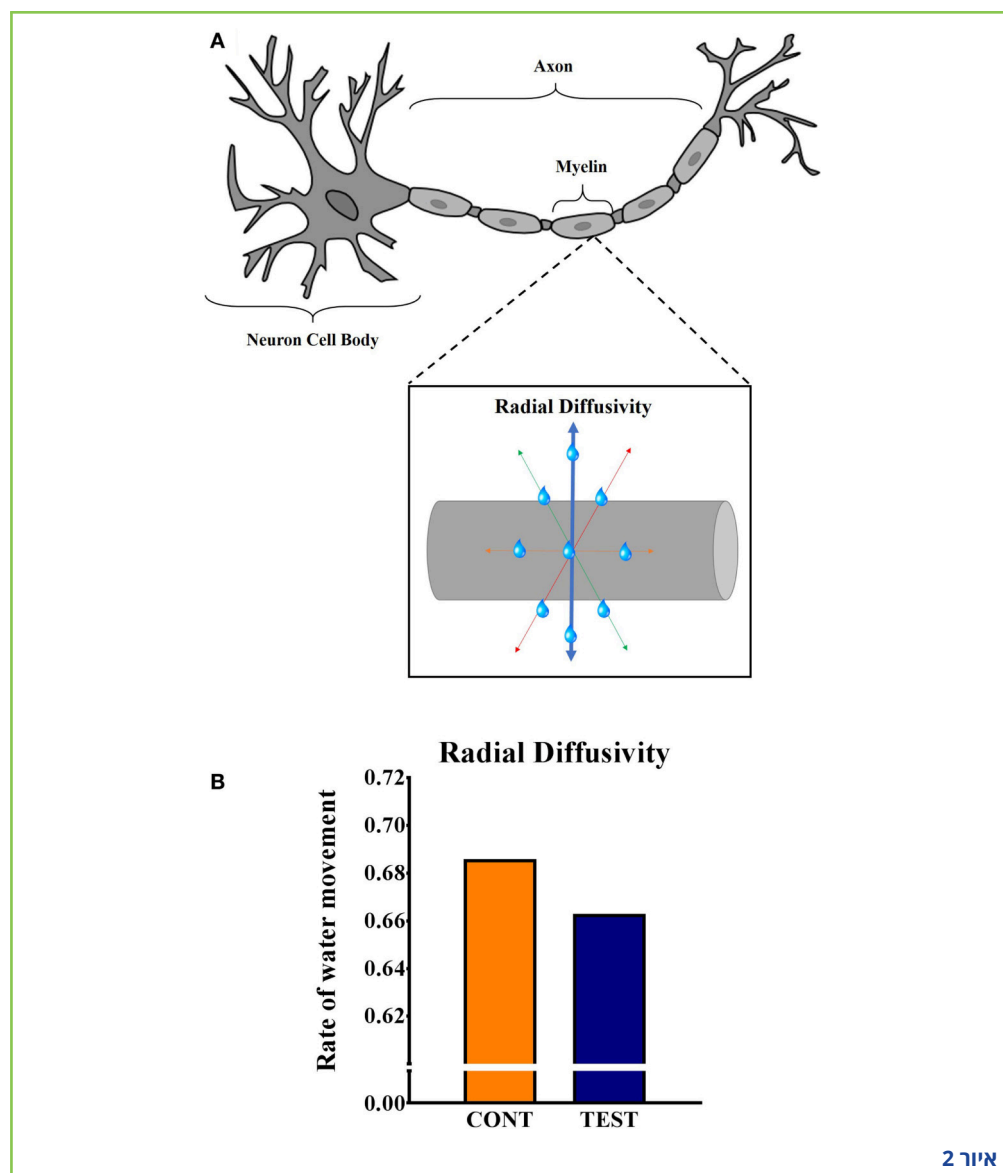 A
Axon
Myelin
Neuron Cell Body
Radial Diffusivity
Radial Diffusivity
B
Rate of water movement
0.72
0.70
0.68
0.66
0.64
0.62
0.00
CONT TEST
איור 2